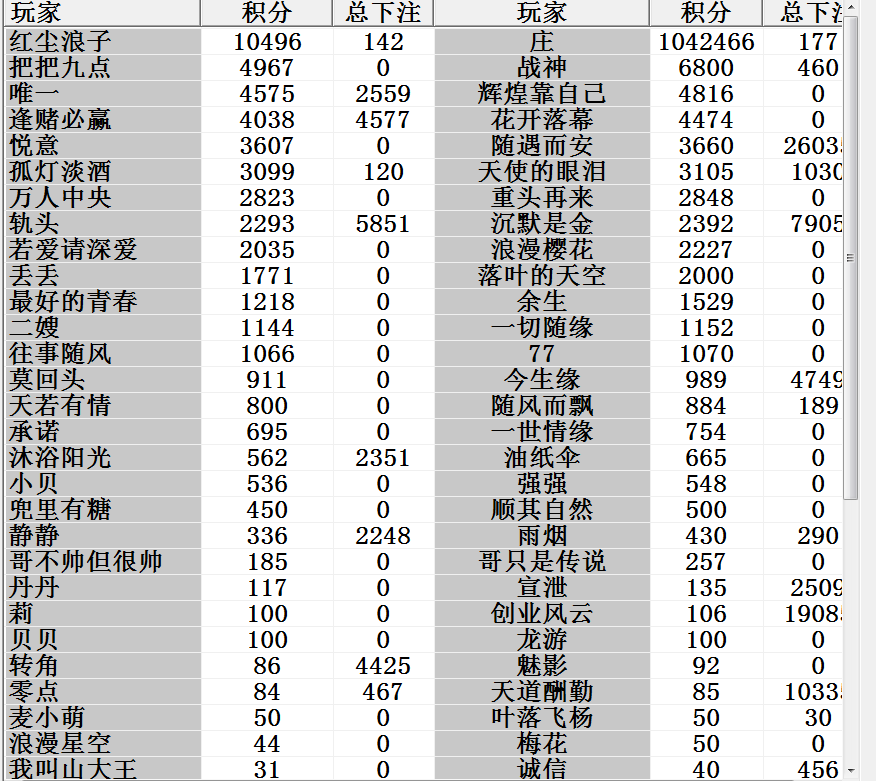 玩家 积分 总下注 玩家 积分 总下注
红尘浪子 10496 142 庄 1042466 177
把把九点 4967 0 战神 6800 460
唯一 4575 2559 辉煌靠自己 4816 0
逢赌必赢 4038 4577 花开落幕 4474 0
悦意 3607 0 随遇而安 3660 2603
孤灯淡酒 3099 120 天使的眼泪 3105 1030
万人中央 2823 0 重头再来 2848 0
轨头 2293 5851 沉默是金 2392 7905
若爱请深爱 2035 0 浪漫樱花 2227 0
丢丢 1771 0 落叶的天空 2000 0
最好的青春 1218 0 余生 1529 0
二嫂 1144 0 一切随缘 1152 0
往事随风 1066 0 77 1070 0
莫回头 911 0 今生缘 989 4749
天若有情 800 0 随风而飘 884 189
承诺 695 0 一世情缘 754 0
沐浴阳光 562 2351 油纸伞 665 0
小贝 536 0 强强 548 0
兜里有糖 450 0 顺其自然 500 0
静静 336 2248 雨烟 430 290
哥不帅但很帅 185 0 哥只是传说 257 0
丹丹 117 0 宣泄 135 2509
莉 100 0 创业风云 106 1908
贝贝 100 0 龙游 100 0
转角 86 4425 魅影 92 0
零点 84 467 天道酬勤 85 1033
麦小萌 50 0 叶落飞杨 50 30
浪漫星空 44 0 梅花 50 0
我叫山大王 31 0 诚信 40 456